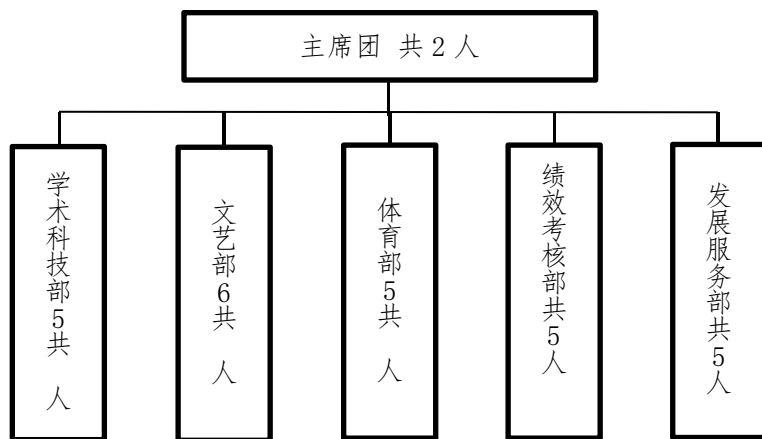 主席团 共 2 人
学术科技部5共 人
文艺部6共 人
体育部5共 人
绩效考核部共5人
发展服务部共5人